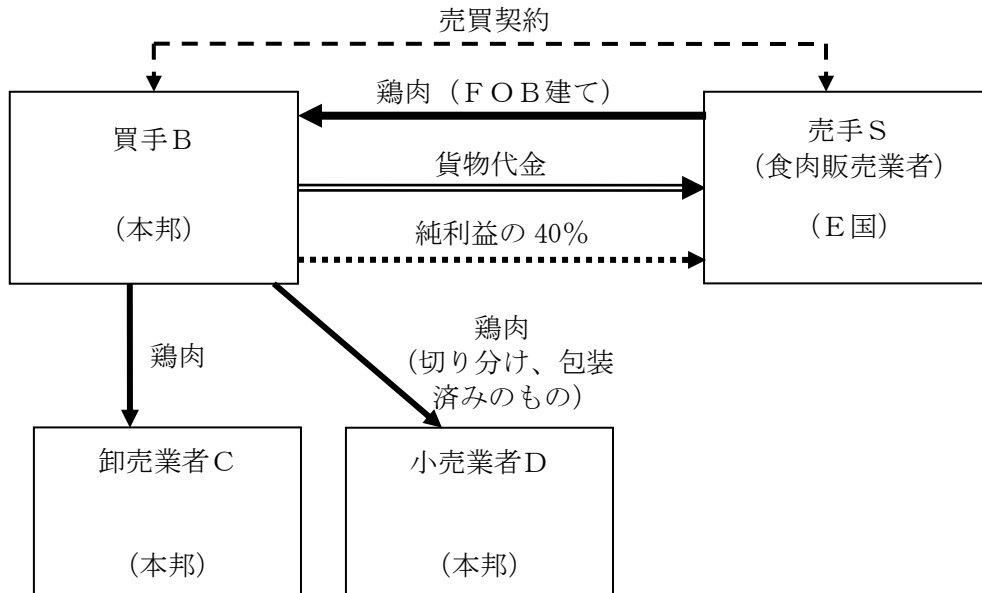 売買契約
鶏肉（ＦＯＢ建て）
買手Ｂ
（本邦）
売手Ｓ
（食肉販売業者）
（Ｅ国）
貨物代金
純利益の 40％
鶏肉
鶏肉
（切り分け、包装
済みのもの）
卸売業者Ｃ
（本邦）
小売業者Ｄ
（本邦）